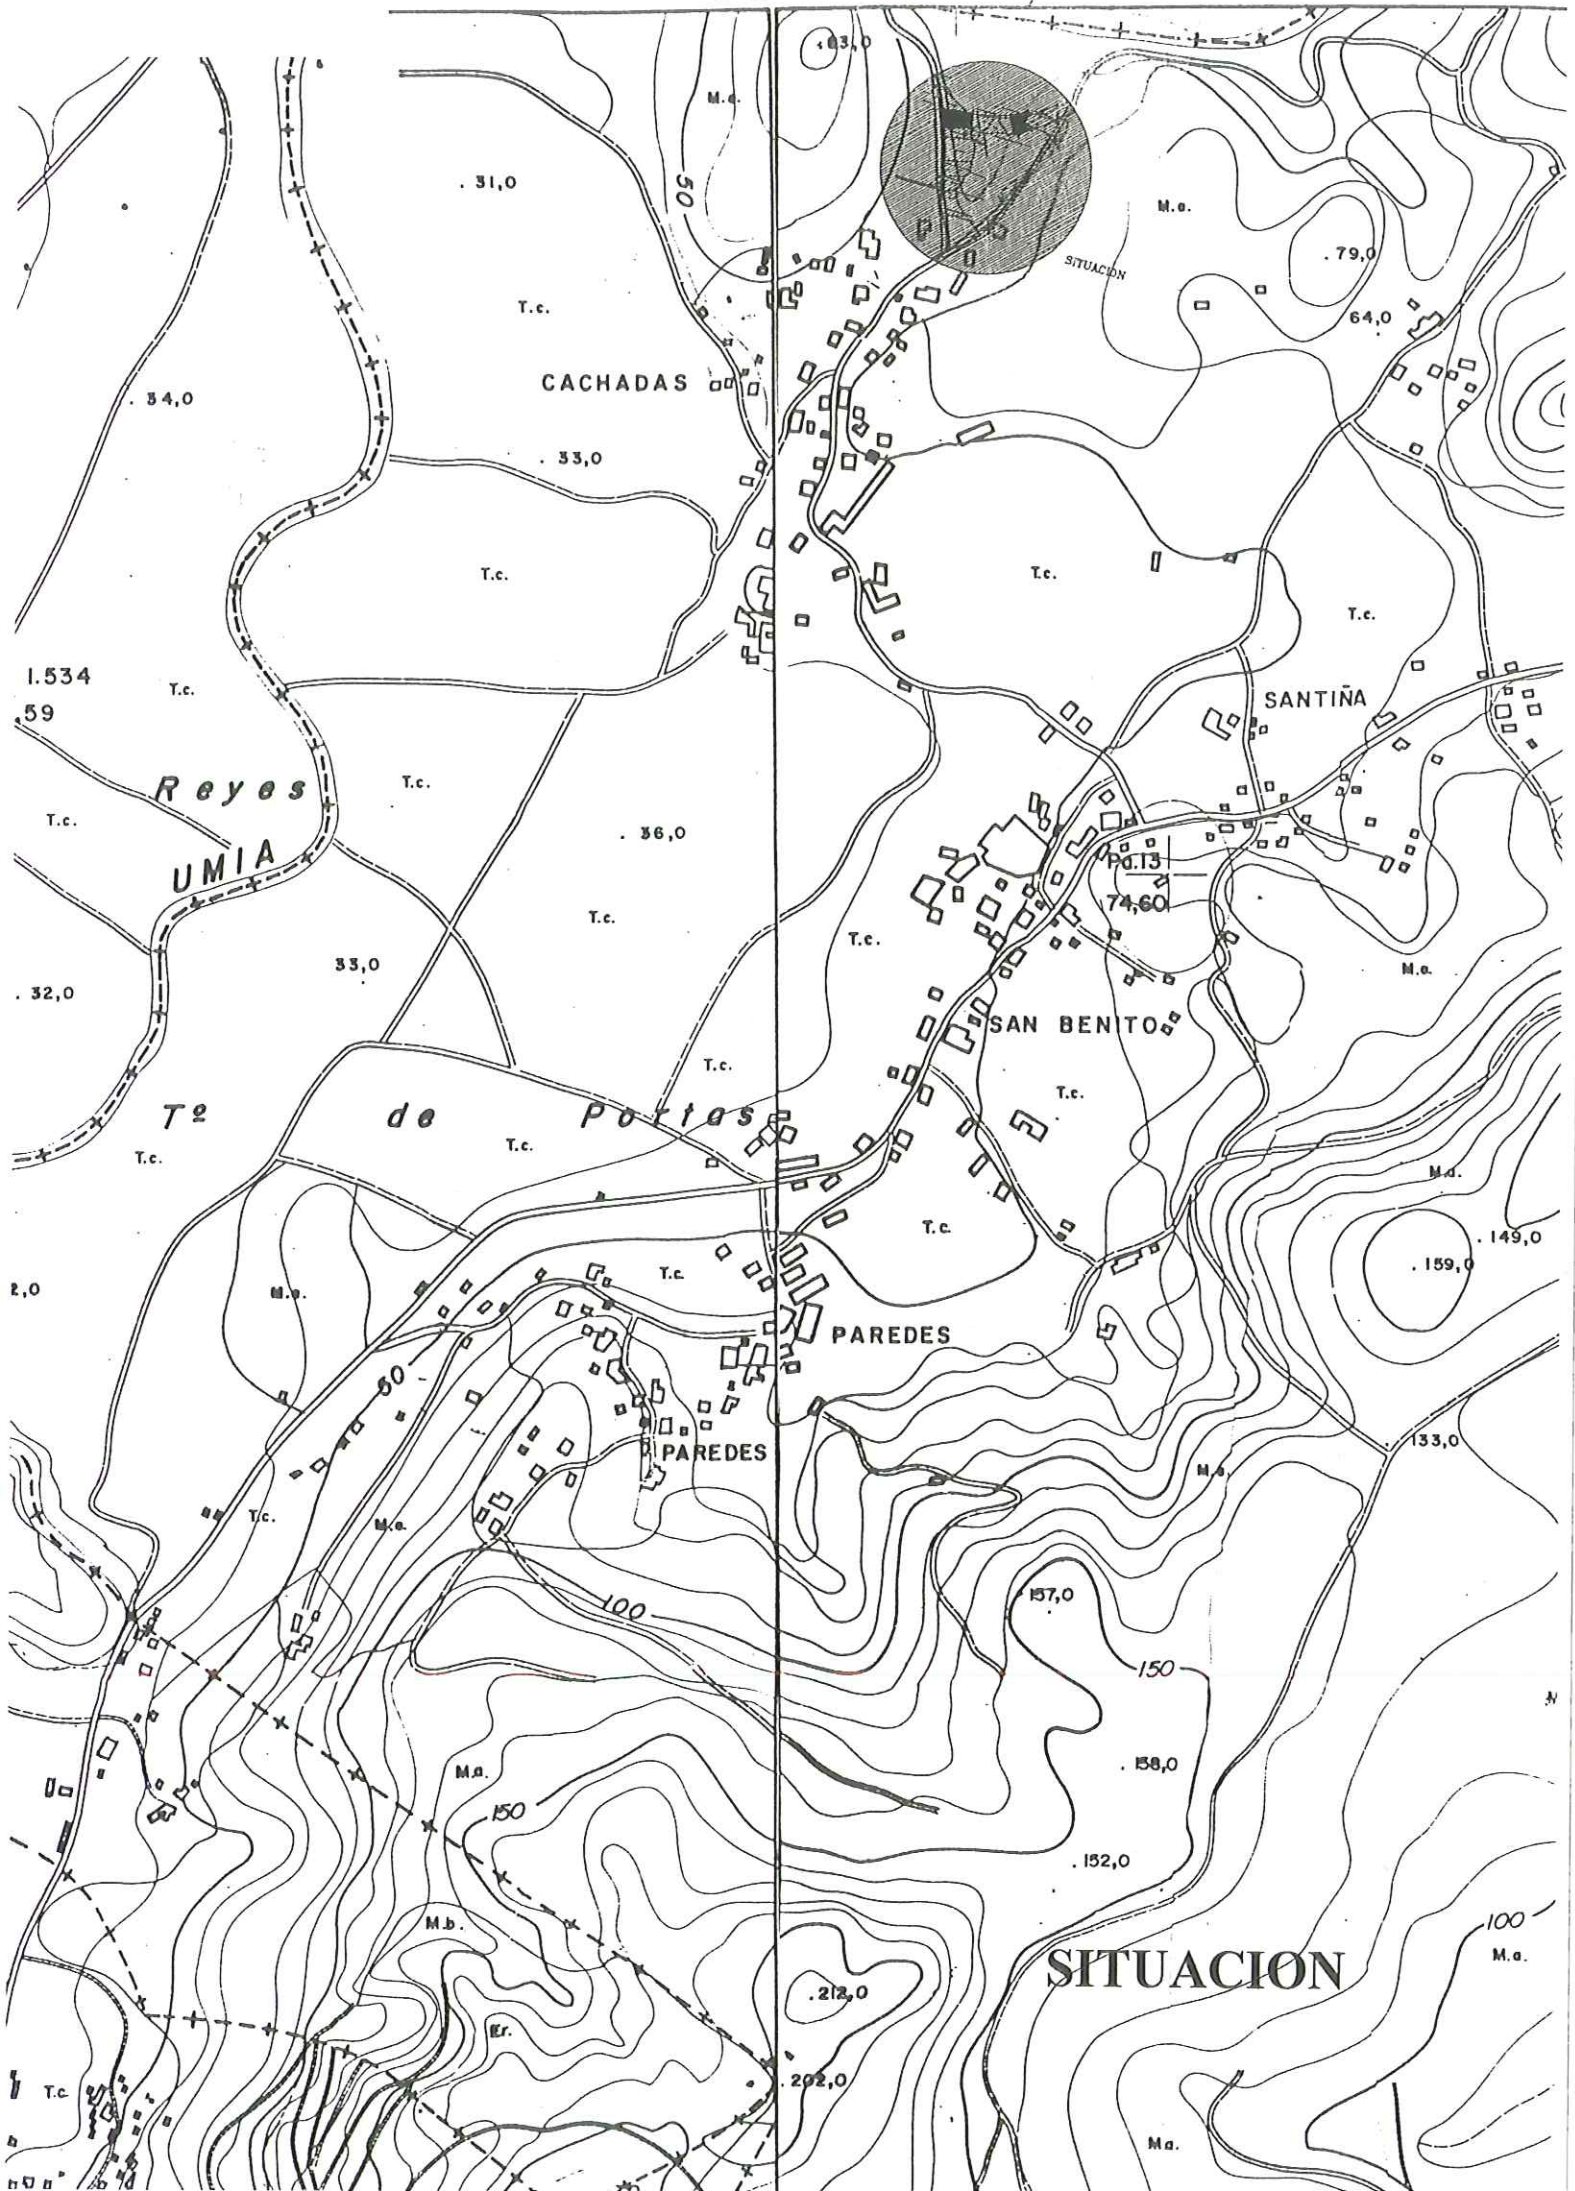 .83,0
M.a.
50
. 31,0
M.a.
SITUACION
. 79,0
T.c.
64,0
CACHADAS
. 34,0
. 33,0
T.c.
T.c.
T.c.
1.534
59
T.c.
SANTIÑA
Reyes
T.c.
T.c.
. 36,0
UMIA
Pa.13
74,60
T.c.
T.c.
33,0
M.a.
. 32,0
SAN BENITO
T.c.
T.c.
Tº de Portas
T.c.
T.c.
M.a.
T.c.
. 149,0
. 159,0
T.c.
M.a.
2,0
PAREDES
50
133,0
PAREDES
M.a.
T.c.
M.a.
157,0
100
150
. 158,0
M.a.
150
. 152,0
M.b.
100
SITUACION
M.a.
.212,0
Er.
.202,0
T.c.
Ma.